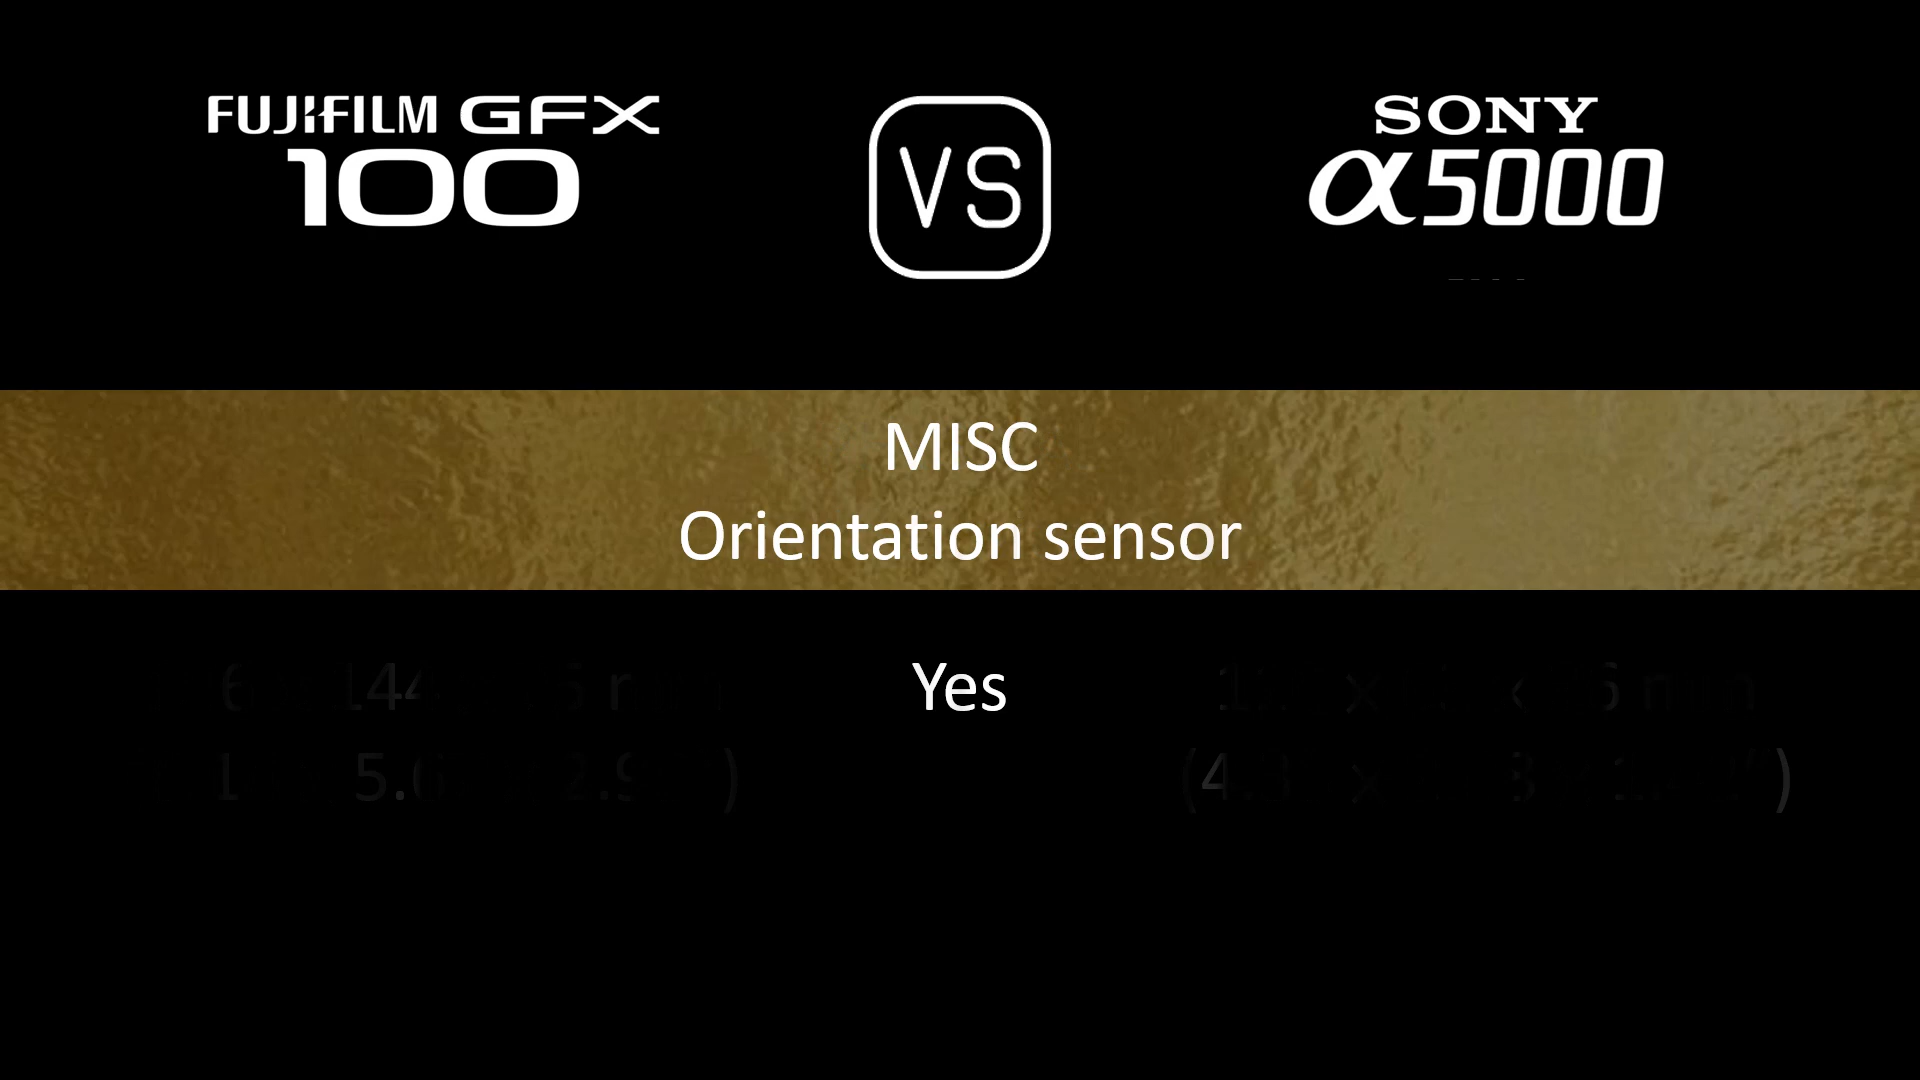 FUJIFILM GFX
100
VS
SONY
α5000
MISC
Orientation sensor
Yes